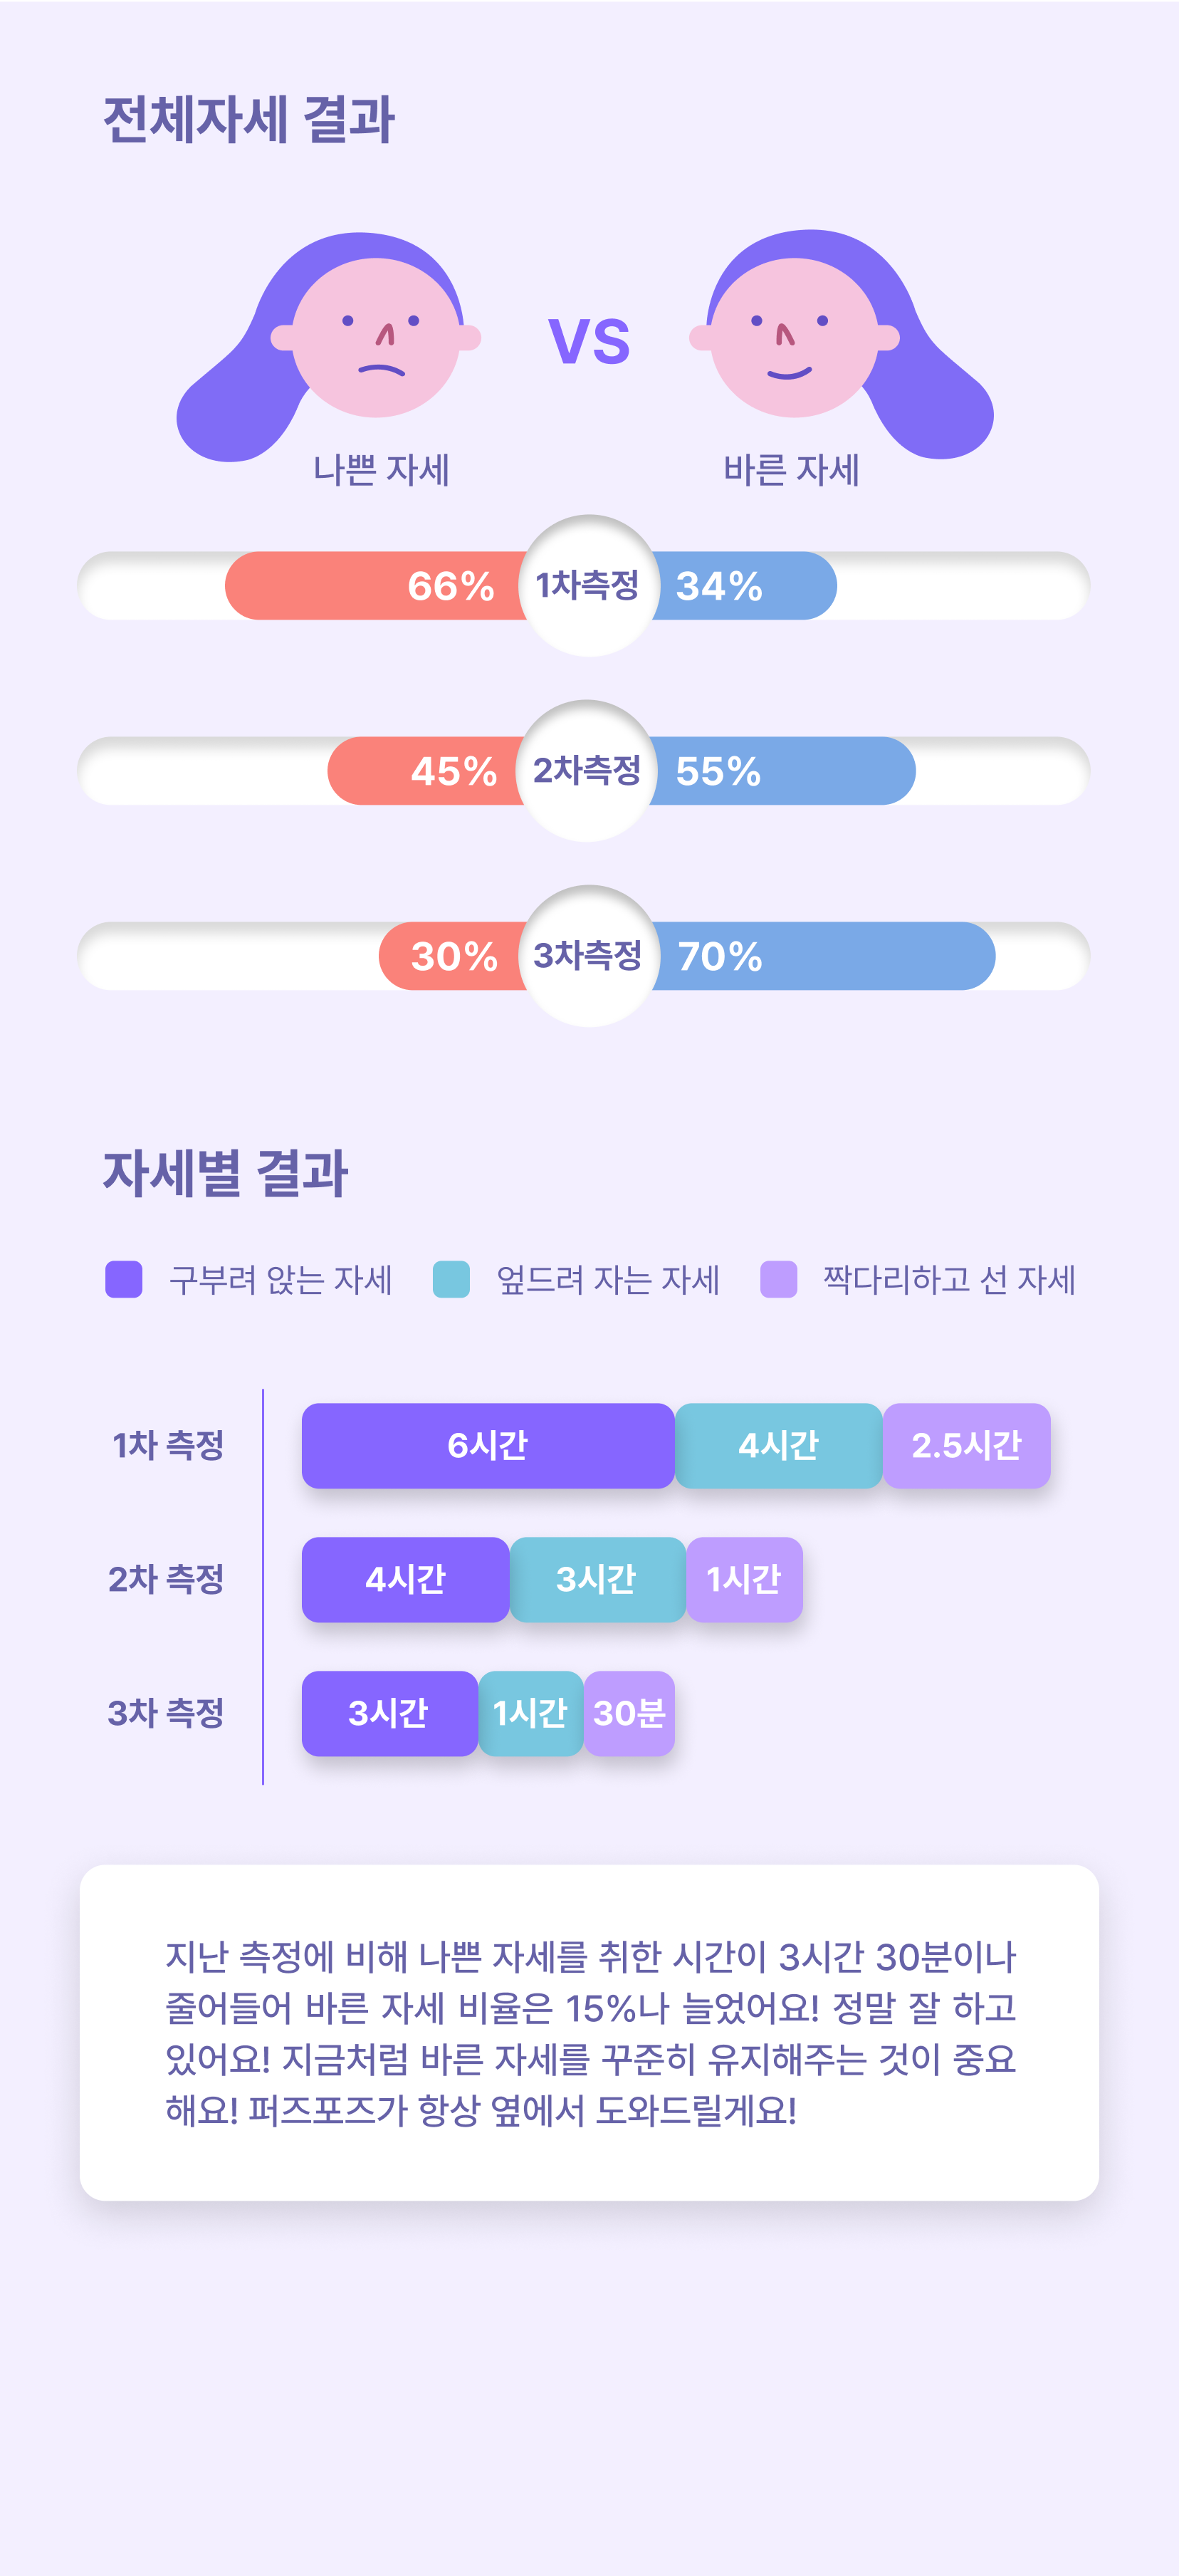 전체자세 결과
VS
나쁜 자세 바른 자세
66% 1차측정 34%
45% 2차측정 55%
30% 3차측정 70%
자세별 결과
구부려 앉는 자세 엎드려 자는 자세 짝다리하고 선 자세
1차 측정 6시간 4시간 2.5시간
2차 측정 4시간 3시간 1시간
3차 측정 3시간 1시간 30분
지난 측정에 비해 나쁜 자세를 취한 시간이 3시간 30분이나
줄어들어 바른 자세 비율은 15%나 늘었어요! 정말 잘 하고
있어요! 지금처럼 바른 자세를 꾸준히 유지해주는 것이 중요
해요! 퍼즈포즈가 항상 옆에서 도와드릴게요!